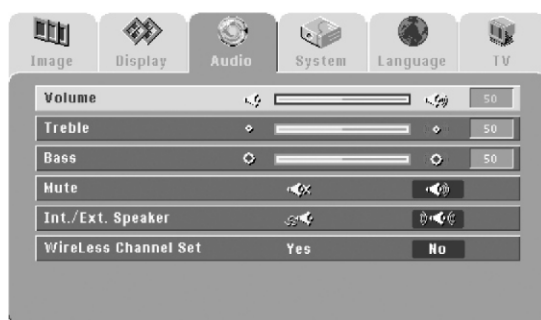 Image Display Audio System Language TV
Volume 50
Treble 50
Bass 50
Mute
Int./Ext. Speaker
WireLess Channel Set Yes No